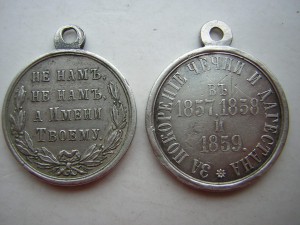 НЕ НАМЪ,
НЕ НАМЪ,
А ИМЕНИ
ТВОЕМУ
ЗА ПОКОРЕНІЕ ЧЕЧНИ И ДАГЕСТАНА
ВЪ
1857, 1858
И
1859.